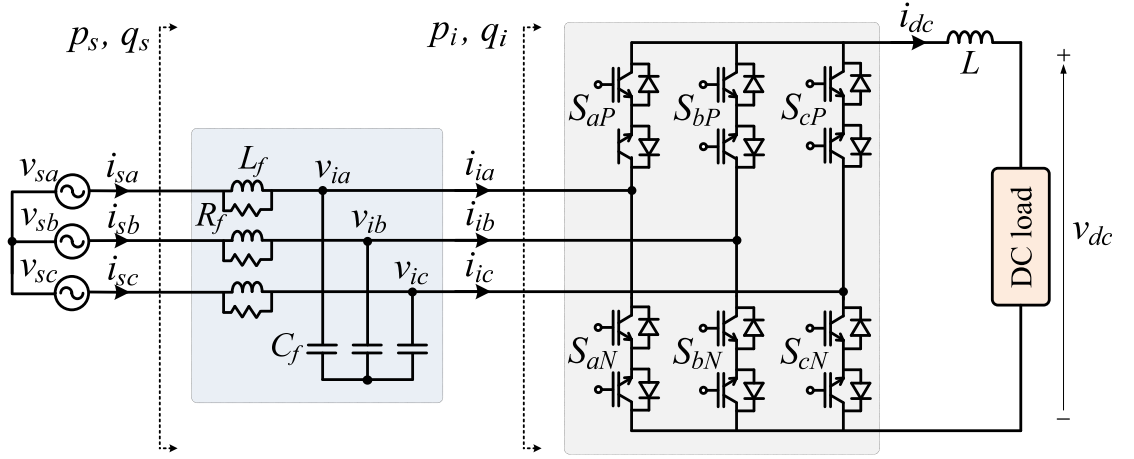 p_s, q_s
p_i, q_i
i_dc
L
S_aP
S_bP
S_cP
v_sa
i_sa
L_f
v_ia
i_ia
R_f
v_sb
i_sb
v_ib
i_ib
v_sc
i_sc
v_ic
i_ic
C_f
S_aN
S_bN
S_cN
DC load
+
v_dc
−